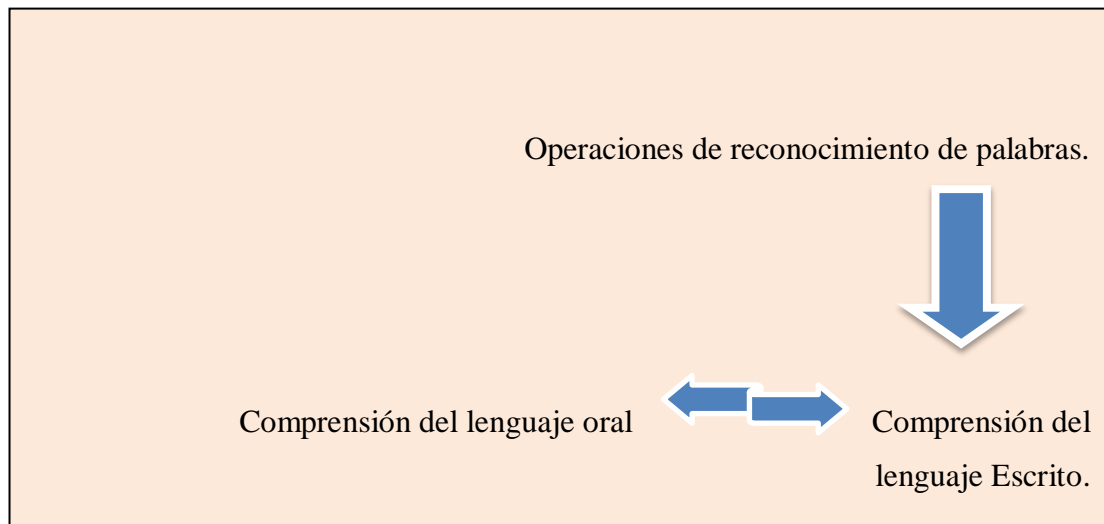 Operaciones de reconocimiento de palabras.
Comprensión del lenguaje oral
Comprensión del
lenguaje Escrito.